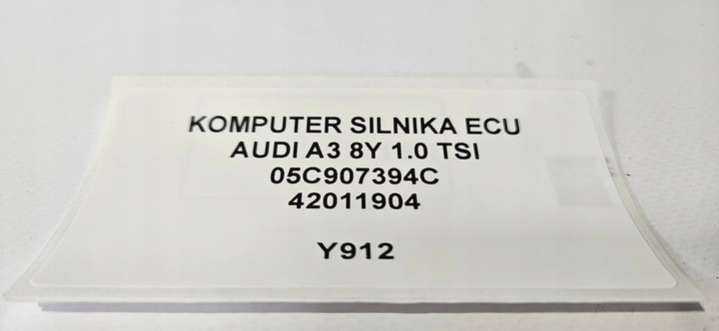 KOMPUTER SILNIKA ECU
AUDI A3 8Y 1.0 TSI
05C907394C
42011904
Y912